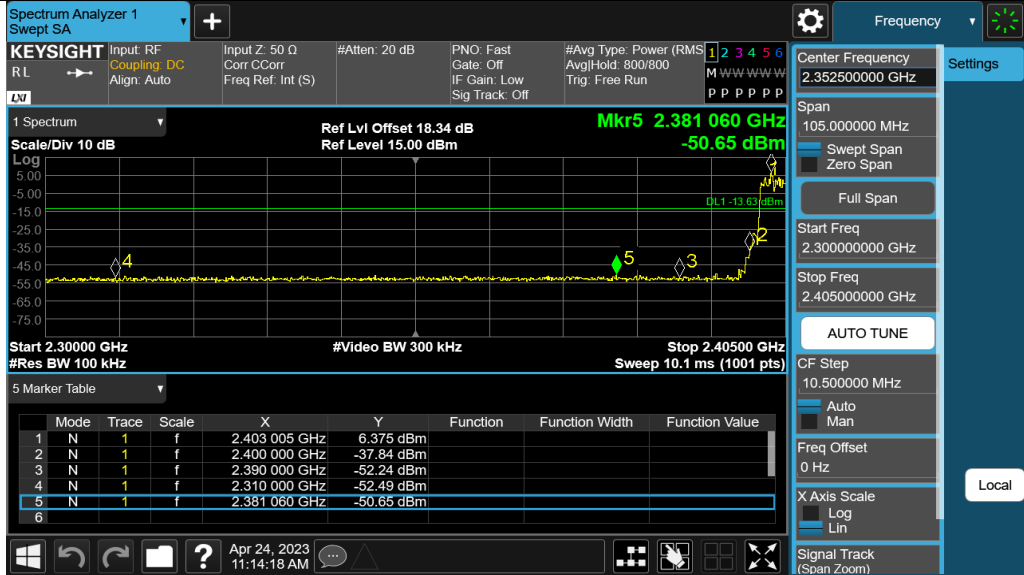 Spectrum Analyzer 1
Swept SA
+
Frequency
KEYSIGHT
R L
LXI
Input: RF
Coupling: DC
Align: Auto
Input Z: 50 Ω
Corr CCorr
Freq Ref: Int (S)
#Atten: 20 dB
PNO: Fast
Gate: Off
IF Gain: Low
Sig Track: Off
#Avg Type: Power (RMS
Avg|Hold: 800/800
Trig: Free Run
1 2 3 4 5 6
M W W W W W
P P P P P P
1 Spectrum
Scale/Div 10 dB
Ref Lvl Offset 18.34 dB
Ref Level 15.00 dBm
Mkr5 2.381 060 GHz
-50.65 dBm
Log
5.00
-5.00
-15.0
-25.0
-35.0
-45.0
-55.0
-65.0
-75.0
DL1 -13.63 dBm
1
2
3
4
5
Start 2.30000 GHz
#Res BW 100 kHz
#Video BW 300 kHz
Stop 2.40500 GHz
Sweep 10.1 ms (1001 pts)
5 Marker Table
Mode Trace Scale X Y Function Function Width Function Value
1 N 1 f 2.403 005 GHz 6.375 dBm
2 N 1 f 2.400 000 GHz -37.84 dBm
3 N 1 f 2.390 000 GHz -52.24 dBm
4 N 1 f 2.310 000 GHz -52.49 dBm
5 N 1 f 2.381 060 GHz -50.65 dBm
6
Center Frequency
2.352500000 GHz
Settings
Span
105.000000 MHz
Swept Span
Zero Span
Full Span
Start Freq
2.300000000 GHz
Stop Freq
2.405000000 GHz
AUTO TUNE
CF Step
10.500000 MHz
Auto
Man
Freq Offset
0 Hz
Local
X Axis Scale
Log
Lin
Signal Track
(Span Zoom)
?
Apr 24, 2023
11:14:18 AM